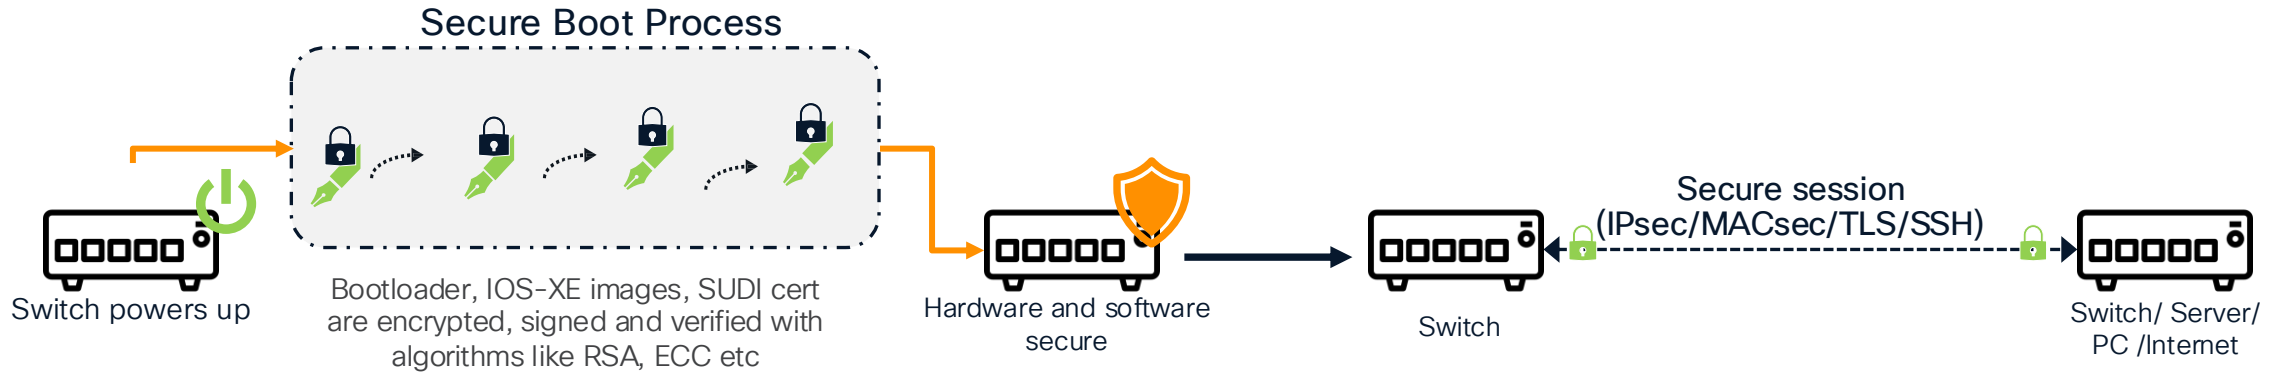 Secure Boot Process
Switch powers up
Bootloader, IOS-XE images, SUDI cert
are encrypted, signed and verified with
algorithms like RSA, ECC etc
Hardware and software
secure
Switch
Secure session
(IPsec/MACsec/TLS/SSH)
Switch/ Server/
PC /Internet